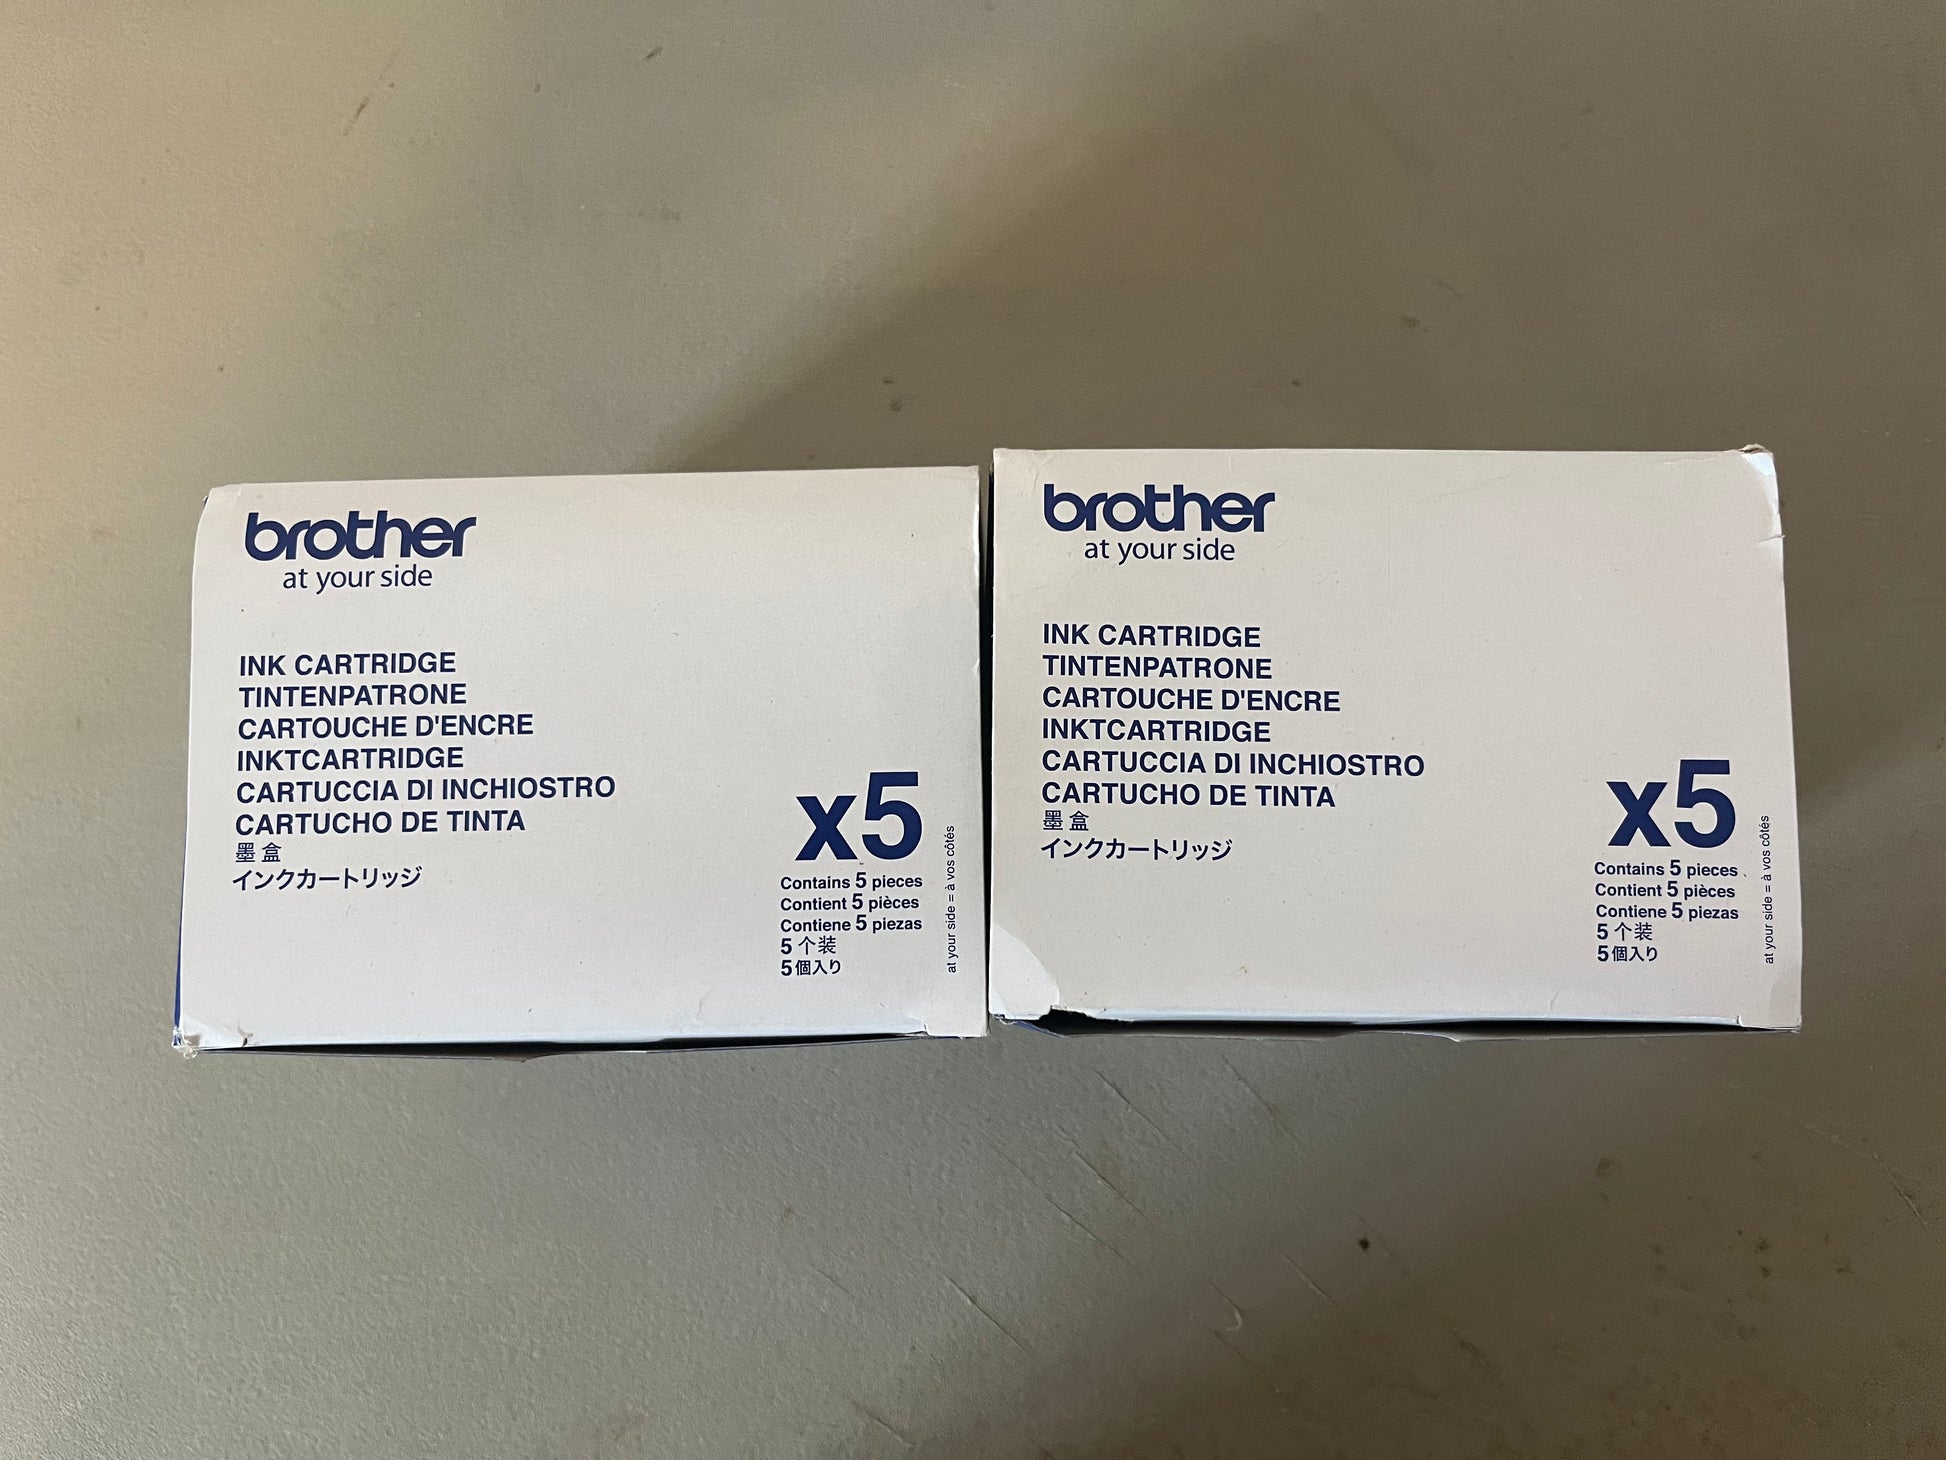 brother
at your side
INK CARTRIDGE
TINTENPATRONE
CARTOUCHE D'ENCRE
INKTCARTRIDGE
CARTUCCIA DI INCHIOSTRO
CARTUCHO DE TINTA
墨盒
インクカートリッジ
x5
Contains 5 pieces
Contient 5 pièces
Contiene 5 piezas
5个装
5個入り
at your side = à vos côtés
brother
at your side
INK CARTRIDGE
TINTENPATRONE
CARTOUCHE D'ENCRE
INKTCARTRIDGE
CARTUCCIA DI INCHIOSTRO
CARTUCHO DE TINTA
墨盒
インクカートリッジ
x5
Contains 5 pieces
Contient 5 pièces
Contiene 5 piezas
5个装
5個入り
at your side = à vos côtés